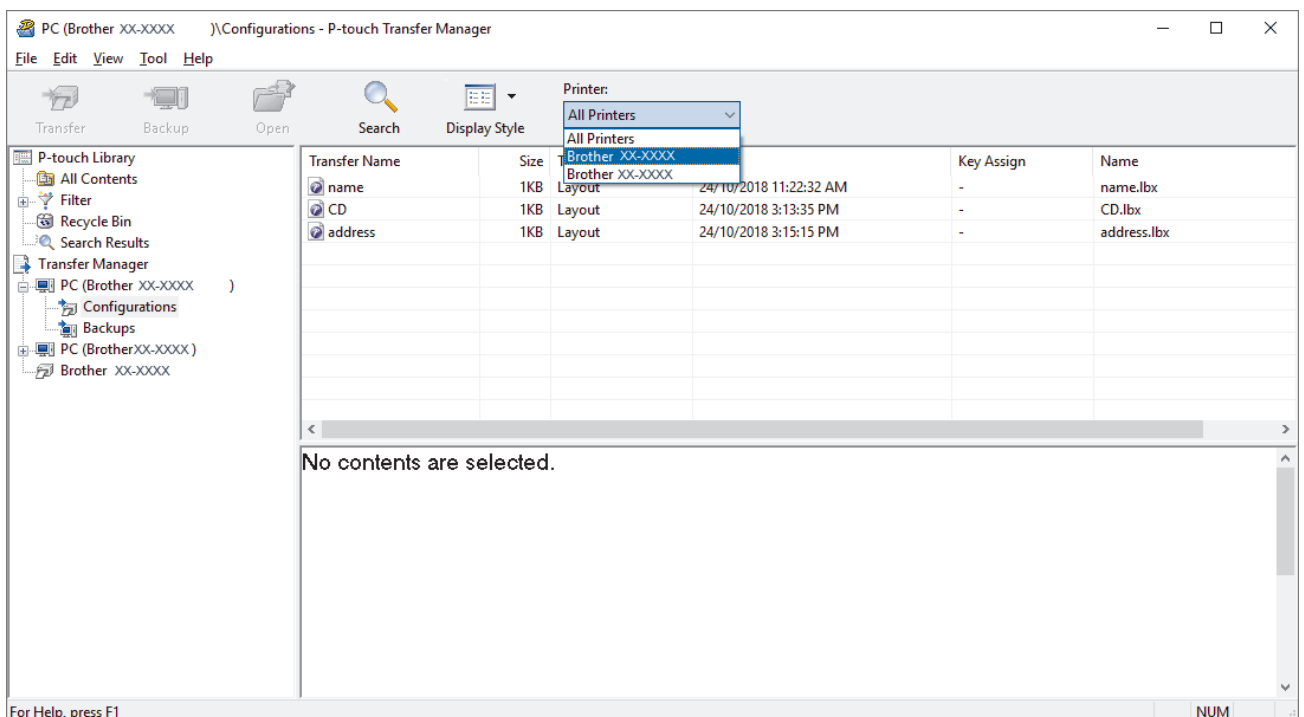 PC (Brother XX-XXXX )\Configurations - P-touch Transfer Manager
File Edit View Tool Help
Transfer Backup Open Search Display Style
Printer:
All Printers
All Printers
Brother XX-XXXX
Brother XX-XXXX
P-touch Library
All Contents
Filter
Recycle Bin
Search Results
Transfer Manager
PC (Brother XX-XXXX )
Configurations
Backups
PC (BrotherXX-XXXX )
Brother XX-XXXX
Transfer Name Size Key Assign Name
name 1KB Layout 24/10/2018 11:22:32 AM - name.lbx
CD 1KB Layout 24/10/2018 3:13:35 PM - CD.lbx
address 1KB Layout 24/10/2018 3:15:15 PM - address.lbx
No contents are selected.
For Help, press F1 NUM